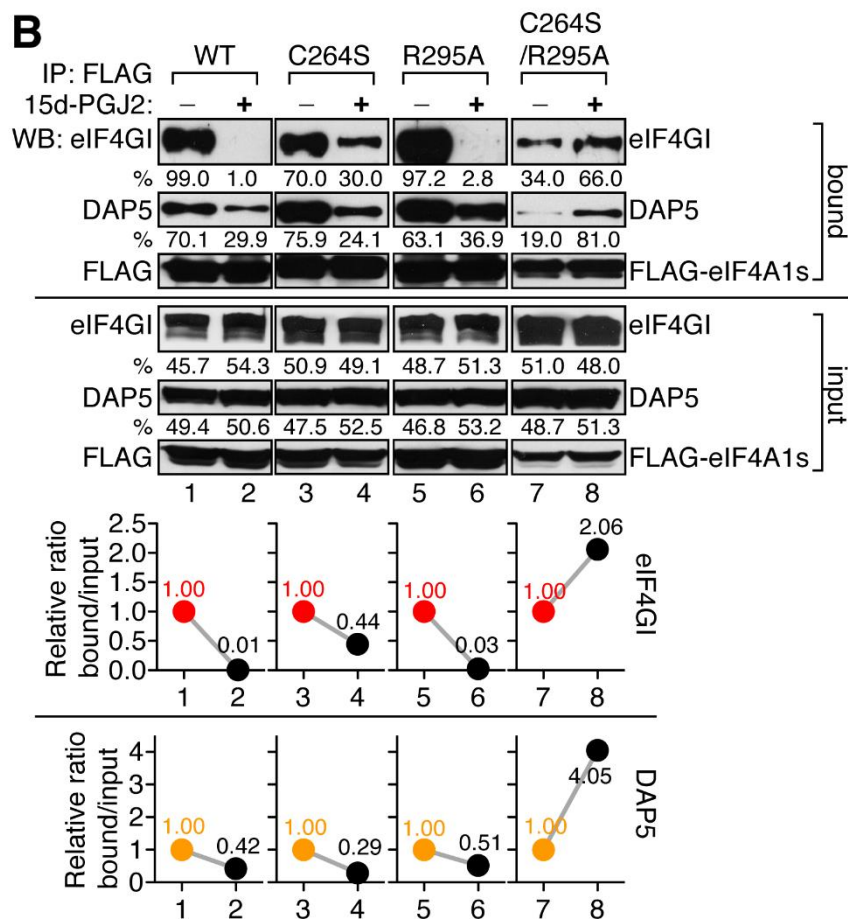 B
WT C264S R295A C264S
/R295A
IP: FLAG
15d-PGJ2: – + – + – + – +
WB: eIF4GI eIF4GI
% 99.0 1.0 70.0 30.0 97.2 2.8 34.0 66.0
DAP5 DAP5
% 70.1 29.9 75.9 24.1 63.1 36.9 19.0 81.0
FLAG FLAG-eIF4A1s
bound
eIF4GI eIF4GI
% 45.7 54.3 50.9 49.1 48.7 51.3 51.0 48.0
DAP5 DAP5
% 49.4 50.6 47.5 52.5 46.8 53.2 48.7 51.3
FLAG FLAG-eIF4A1s
input
1 2 3 4 5 6 7 8
Relative ratio
bound/input
2.5
2.0
1.5
1.0
0.5
0.0
1.00 0.01 1.00 0.44 1.00 0.03 1.00 2.06
1 2 3 4 5 6 7 8
eIF4GI
Relative ratio
bound/input
4
3
2
1
0
1.00 0.42 1.00 0.29 1.00 0.51 1.00 4.05
1 2 3 4 5 6 7 8
DAP5